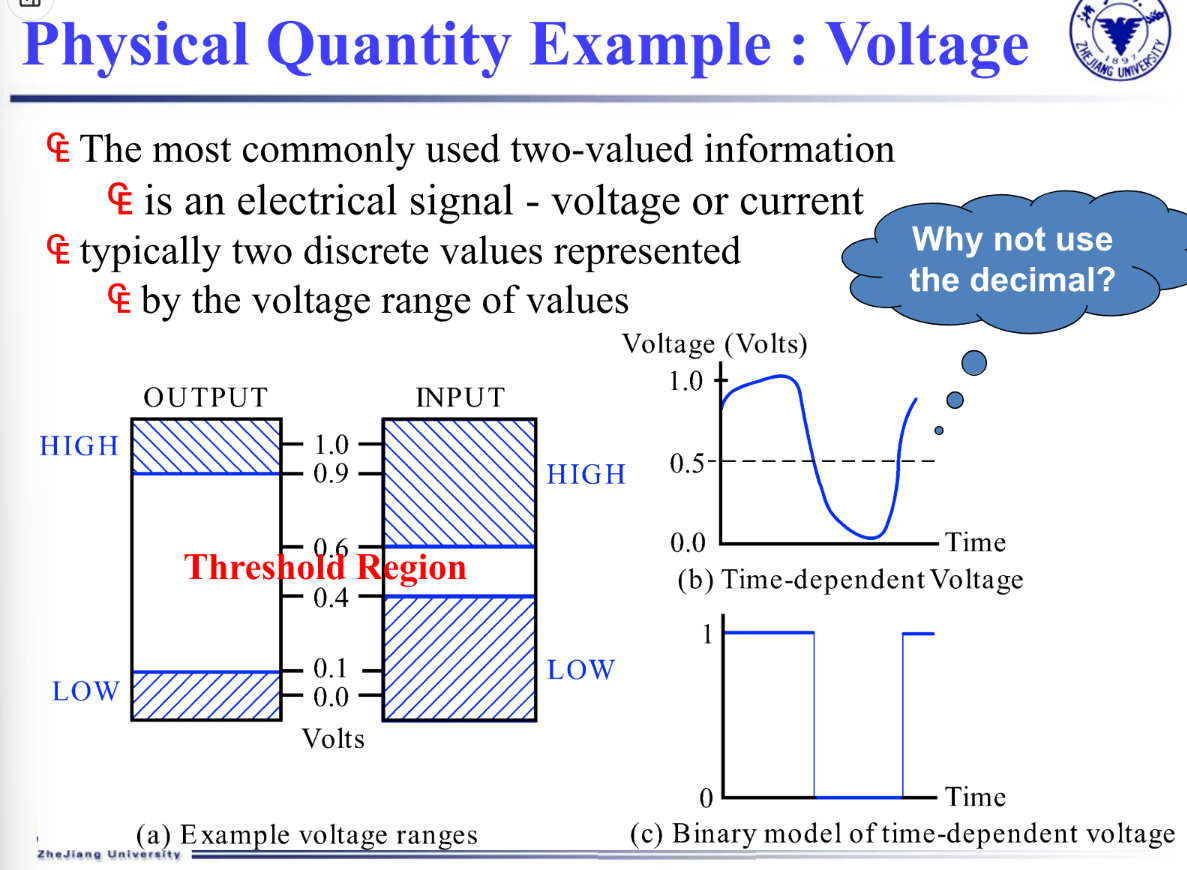 Physical Quantity Example : Voltage
ZHEJIANG UNIVERSITY
1897
The most commonly used two-valued information
is an electrical signal - voltage or current
typically two discrete values represented
by the voltage range of values
Why not use
the decimal?
OUTPUT
INPUT
HIGH
LOW
1.0
0.9
0.6
0.4
0.1
0.0
Volts
HIGH
LOW
Threshold Region
(a) Example voltage ranges
Voltage (Volts)
1.0
0.5
0.0
Time
(b) Time-dependent Voltage
1
0
Time
(c) Binary model of time-dependent voltage
ZheJiang University